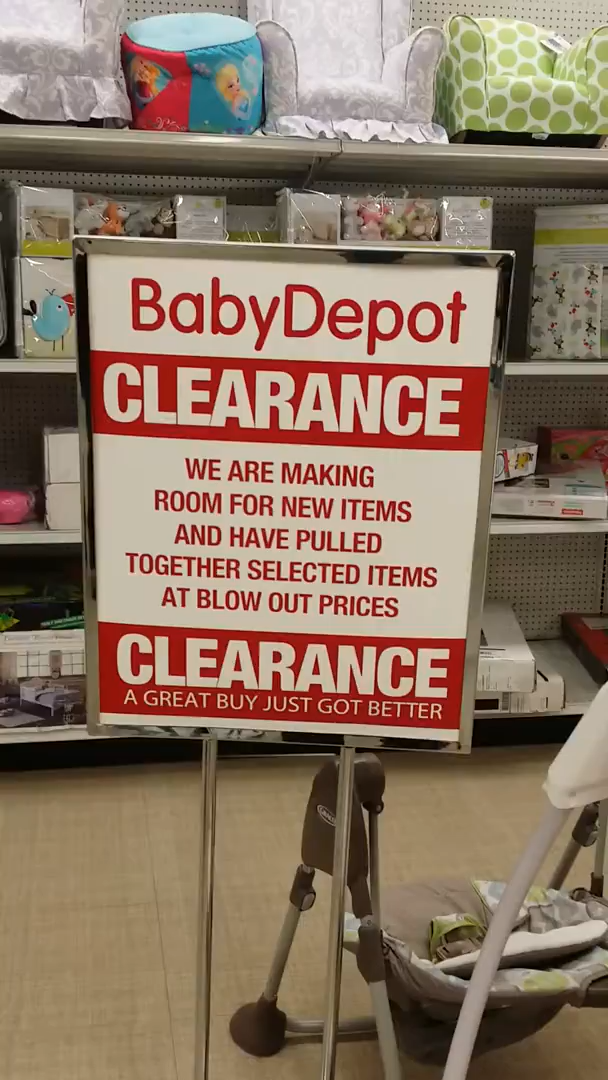 BabyDepot
CLEARANCE
WE ARE MAKING
ROOM FOR NEW ITEMS
AND HAVE PULLED
TOGETHER SELECTED ITEMS
AT BLOW OUT PRICES
CLEARANCE
A GREAT BUY JUST GOT BETTER
GRACO